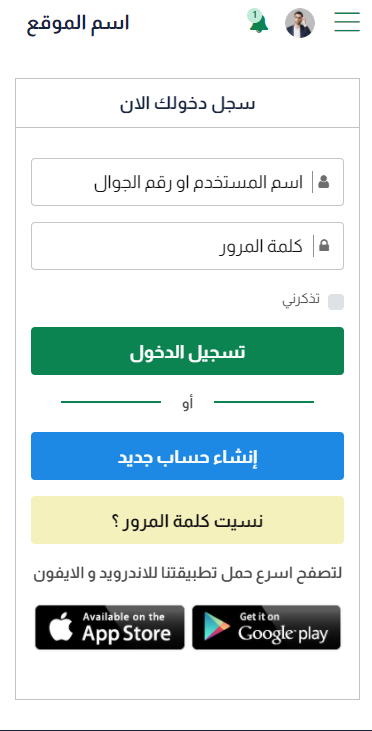 اسم الموقع
1
سجل دخولك الان
اسم المستخدم او رقم الجوال
كلمة المرور
تذكرني
تسجيل الدخول
أو
إنشاء حساب جديد
نسيت كلمة المرور ؟
لتصفح اسرع حمل تطبيقتنا للاندرويد و الايفون
Available on the
App Store
Get it on
Google play